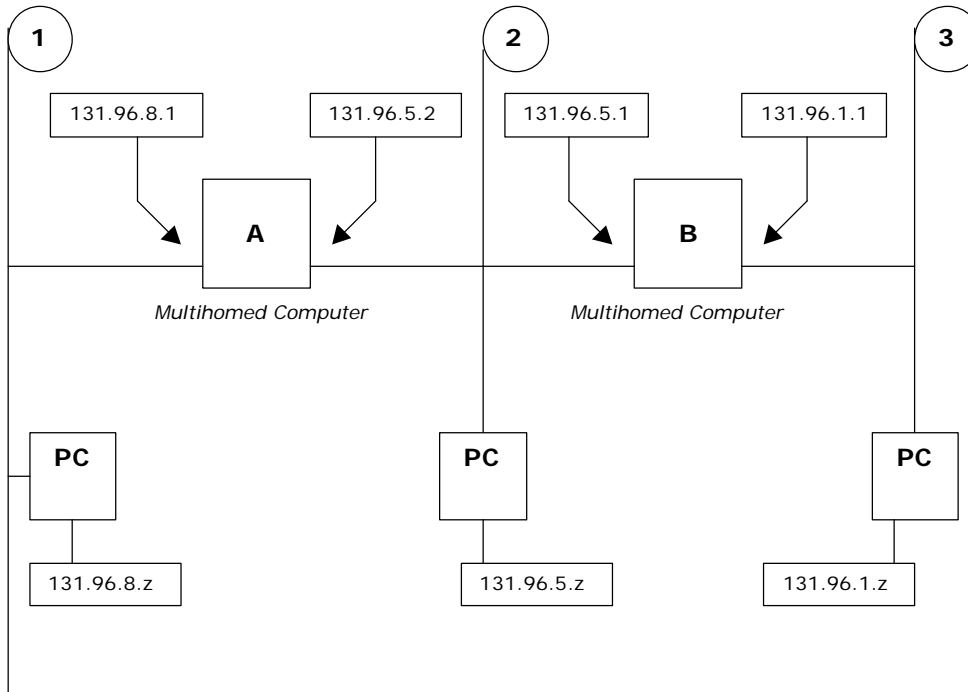 1
2
3
131.96.8.1
131.96.5.2
131.96.5.1
131.96.1.1
A
B
Multihomed Computer
Multihomed Computer
PC
PC
PC
131.96.8.z
131.96.5.z
131.96.1.z